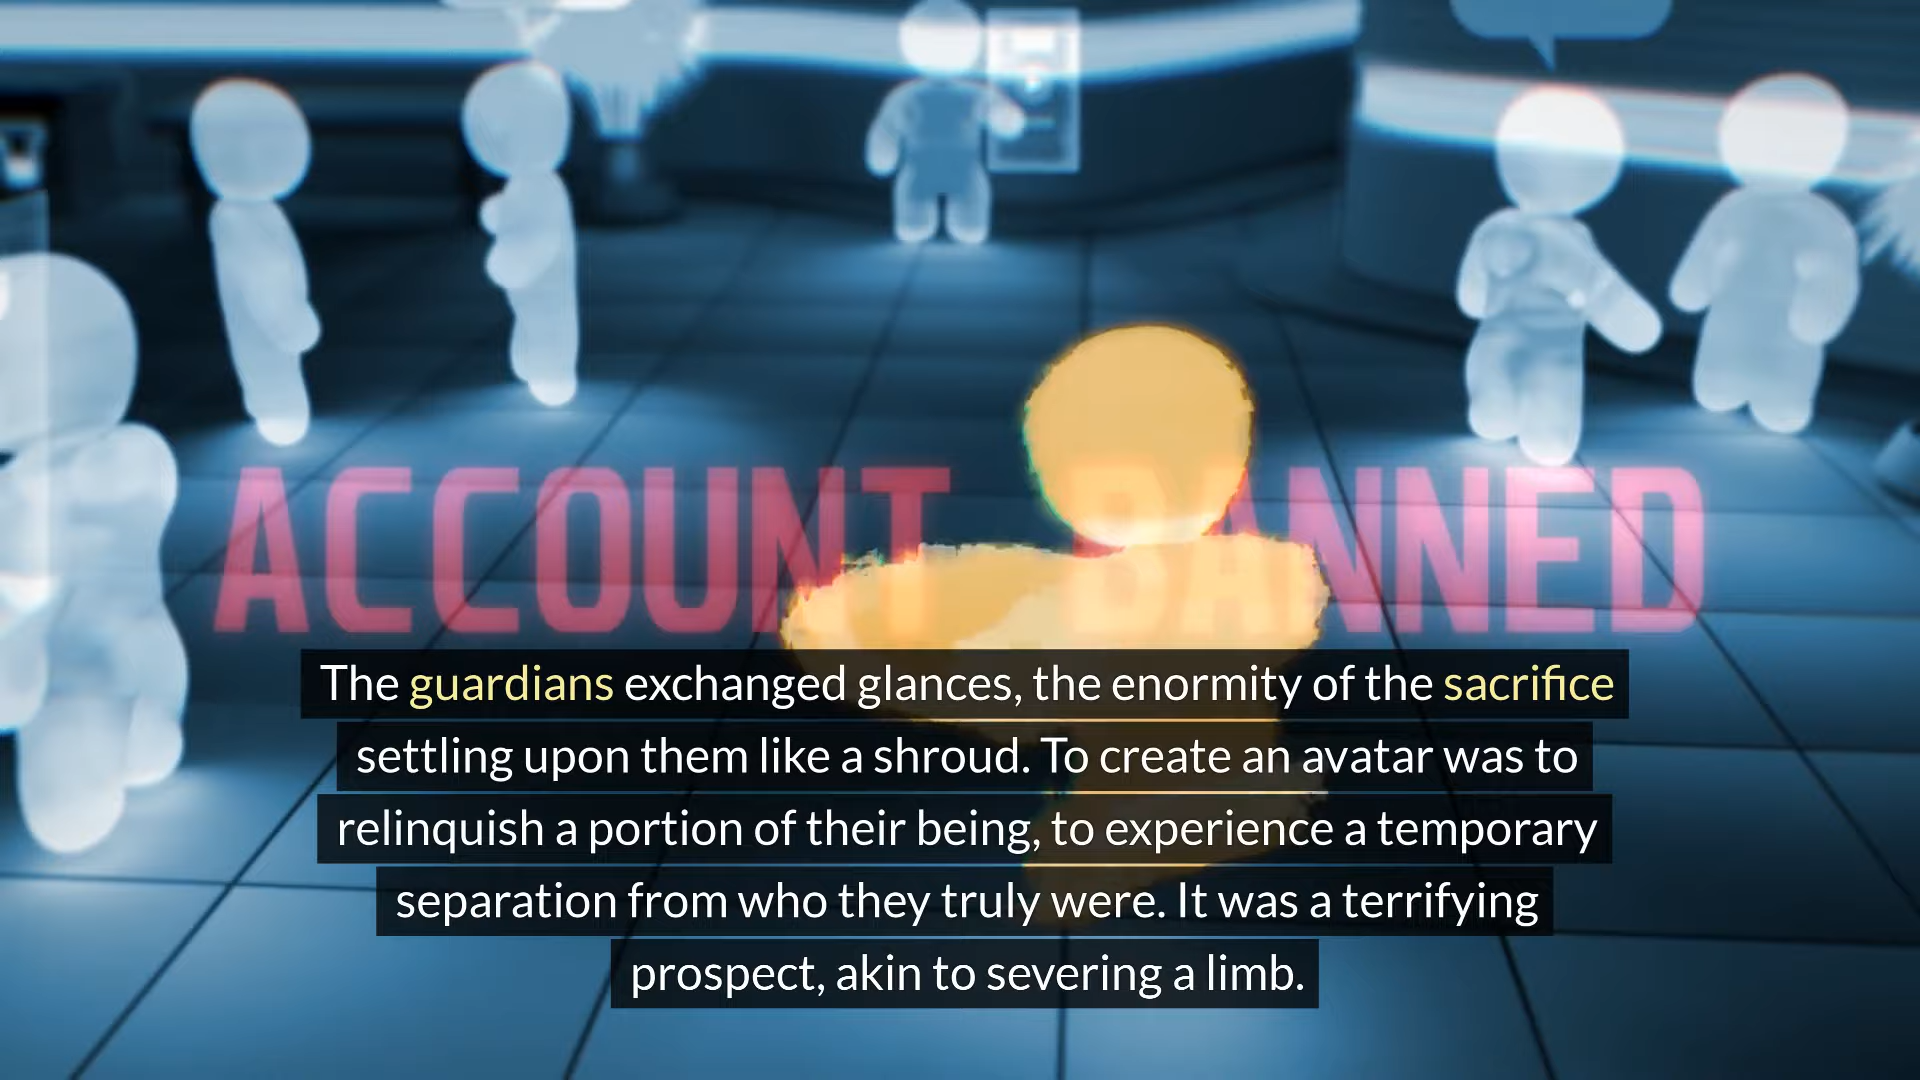 ACCOUNT BANNED
The guardians exchanged glances, the enormity of the sacrifice
settling upon them like a shroud. To create an avatar was to
relinquish a portion of their being, to experience a temporary
separation from who they truly were. It was a terrifying
prospect, akin to severing a limb.